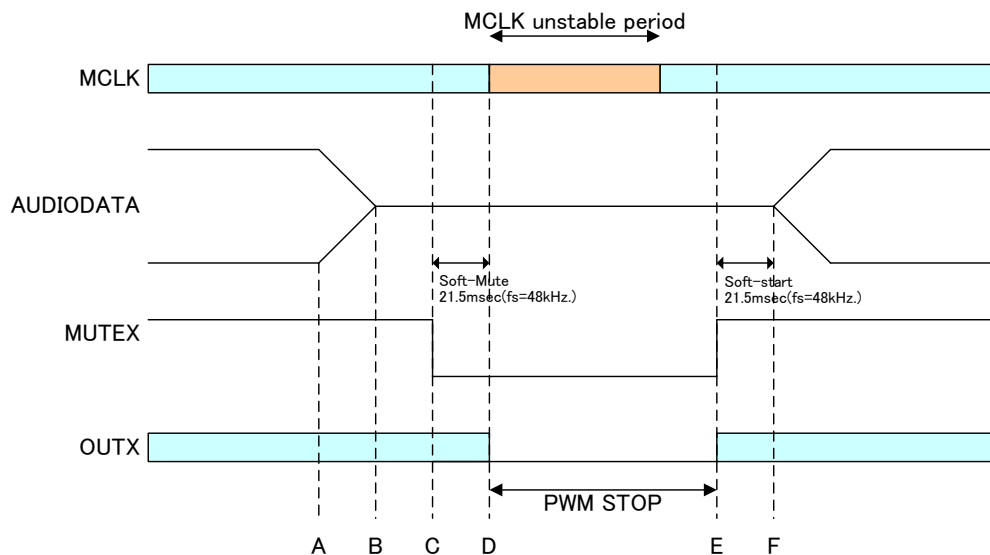 MCLK unstable period
MCLK
AUDIODATA
Soft-Mute
21.5msec(fs=48kHz.)
Soft-start
21.5msec(fs=48kHz.)
MUTEX
OUTX
PWM STOP
A B C D E F